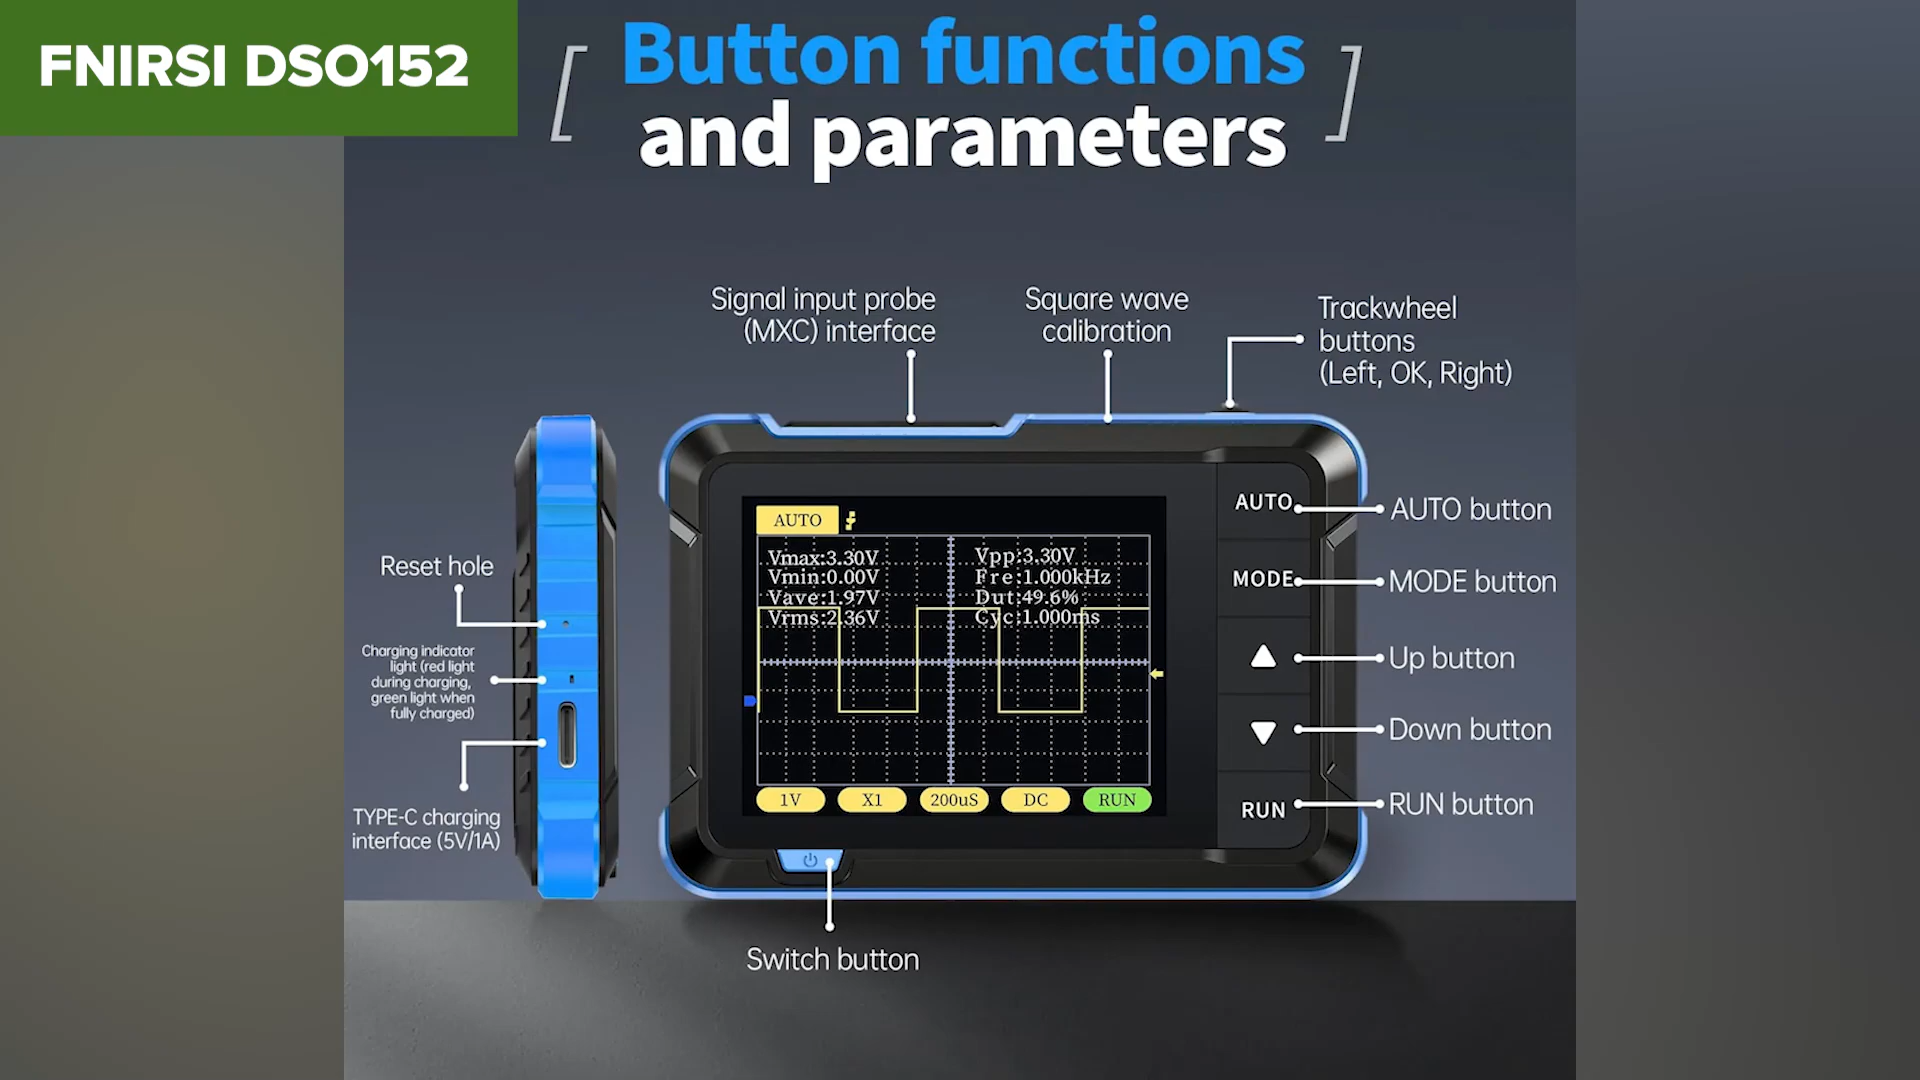 FNIRSI DSO152
Button functions
and parameters
Signal input probe
(MXC) interface
Square wave
calibration
Trackwheel
buttons
(Left, OK, Right)
AUTO
AUTO button
MODE
MODE button
Up button
Down button
RUN
RUN button
AUTO
Vmax:3.30V
Vmin:0.00V
Vave:1.97V
Vrms:2.36V
Vpp:3.30V
Fre:1.000kHz
Dut:49.6%
Cyc:1.000ms
1V
X1
200uS
DC
RUN
Reset hole
Charging indicator
light (red light
during charging,
green light when
fully charged)
TYPE-C charging
interface (5V/1A)
Switch button